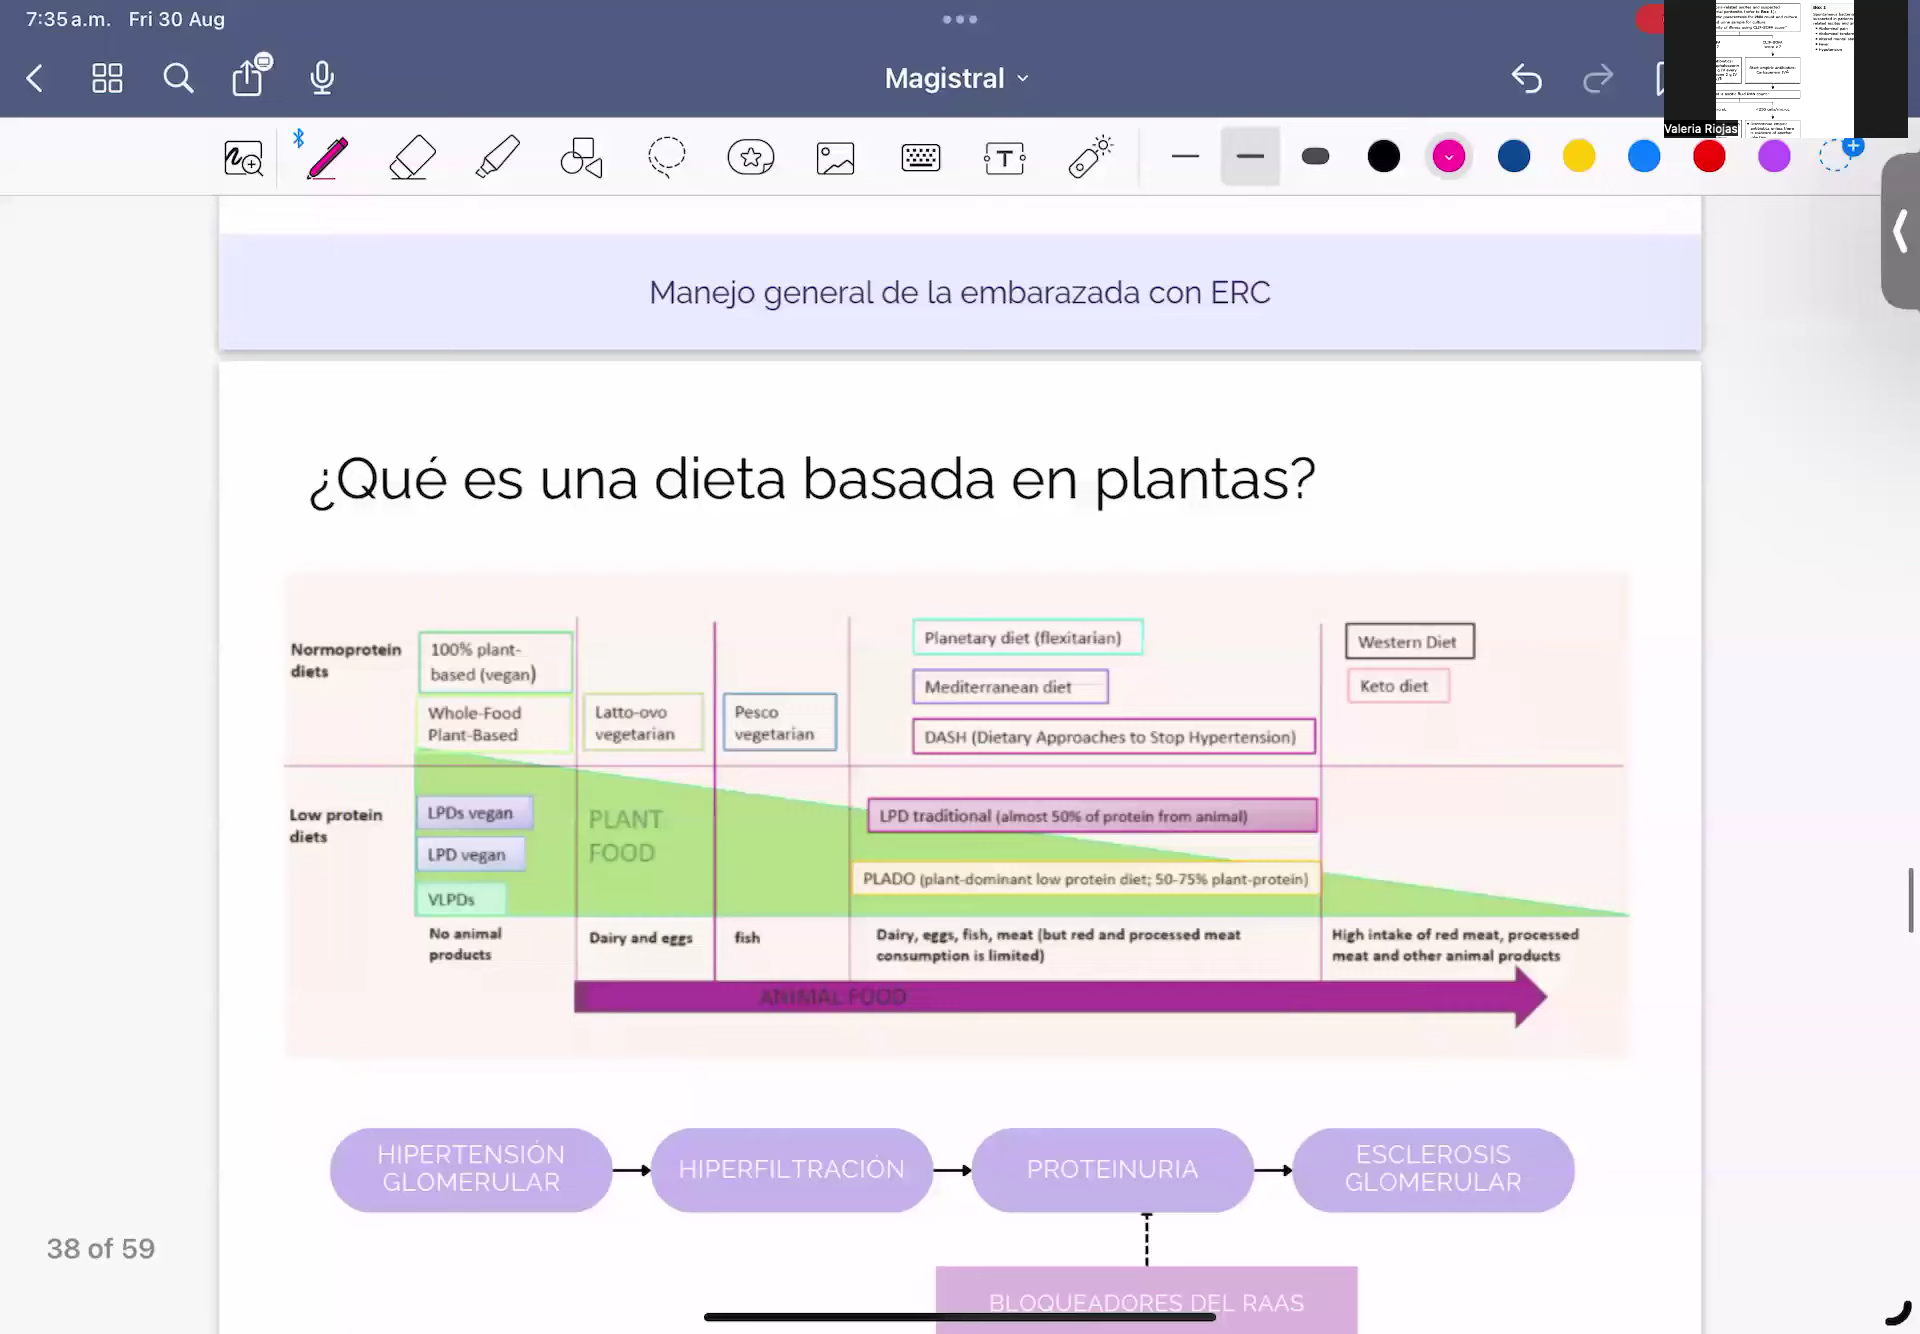 7:35 a.m. Fri 30 Aug
Magistral
Valeria Riojas
Box 1
T
Manejo general de la embarazada con ERC
¿Qué es una dieta basada en plantas?
Normoprotein
diets
100% plant-
based (vegan)
Whole-Food
Plant-Based
Latto-ovo
vegetarian
Pesco
vegetarian
Planetary diet (flexitarian)
Mediterranean diet
DASH (Dietary Approaches to Stop Hypertension)
Western Diet
Keto diet
Low protein
diets
LPDs vegan
LPD vegan
VLPDs
PLANT
FOOD
LPD traditional (almost 50% of protein from animal)
PLADO (plant-dominant low protein diet; 50-75% plant-protein)
No animal
products
Dairy and eggs
fish
Dairy, eggs, fish, meat (but red and processed meat
consumption is limited)
High intake of red meat, processed
meat and other animal products
ANIMAL FOOD
HIPERTENSIÓN
GLOMERULAR
HIPERFILTRACIÓN
PROTEINURIA
ESCLEROSIS
GLOMERULAR
BLOQUEADORES DEL RAAS
38 of 59